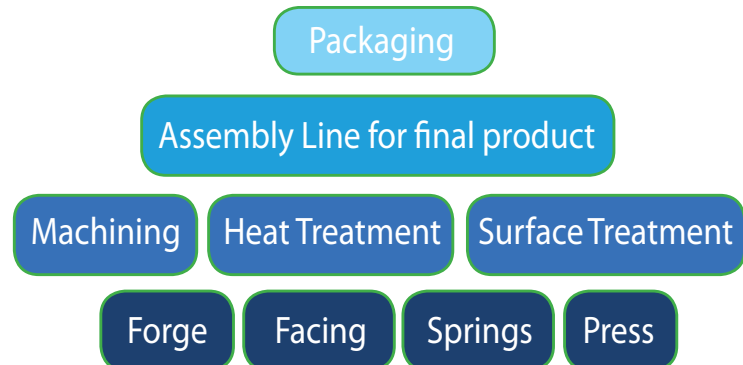 Packaging
Assembly Line for final product
Machining Heat Treatment Surface Treatment
Forge Facing Springs Press